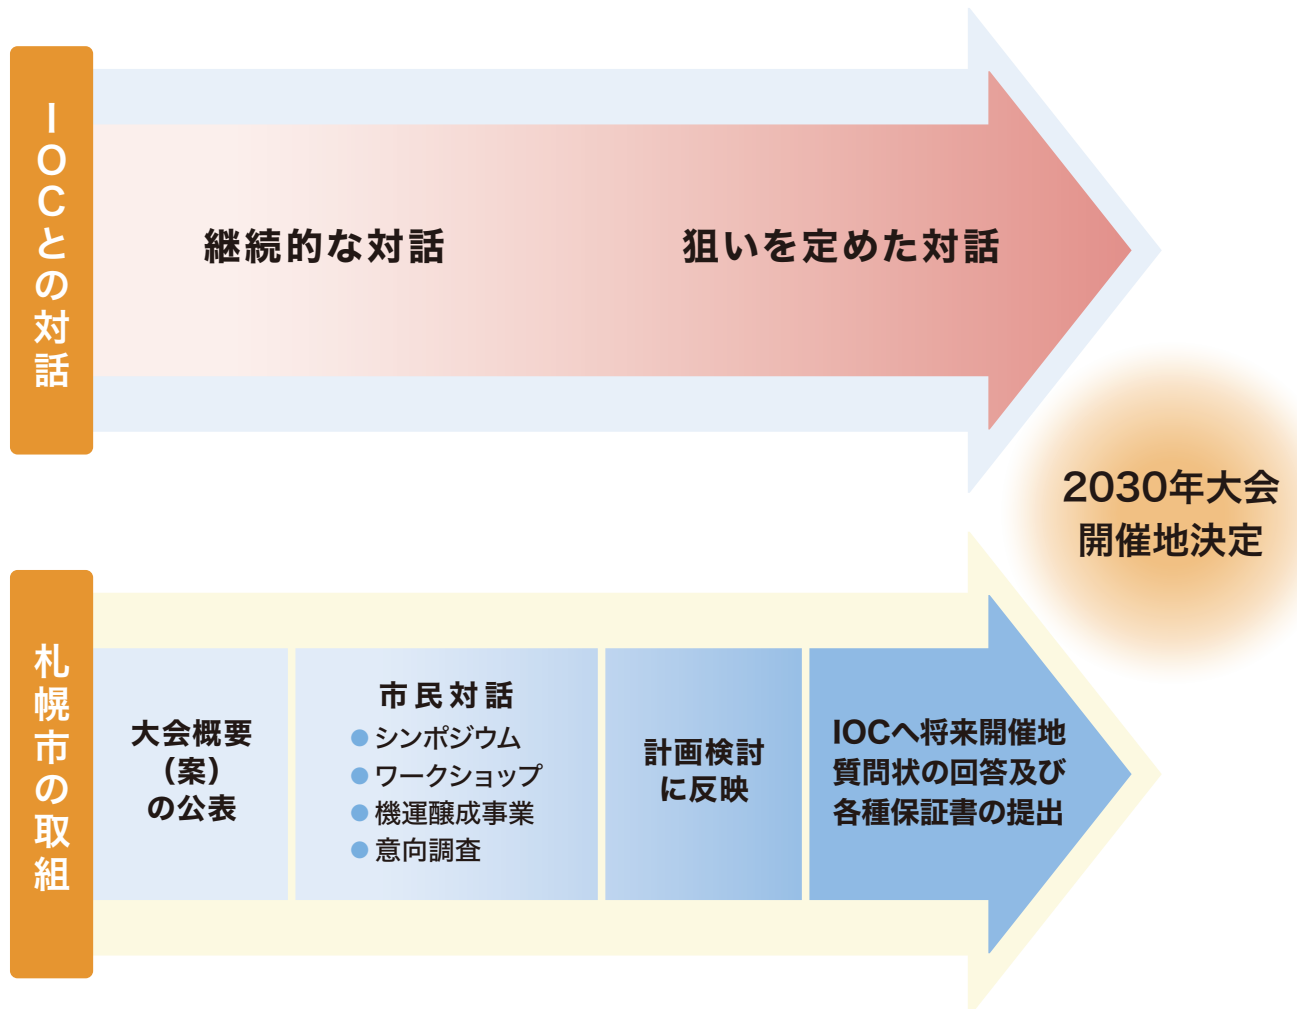 IOCとの対話
継続的な対話
狙いを定めた対話
2030年大会
開催地決定
札幌市の取組
大会概要
（案）
の公表
市民対話
●シンポジウム
●ワークショップ
●機運醸成事業
●意向調査
計画検討
に反映
IOCへ将来開催地
質問状の回答及び
各種保証書の提出